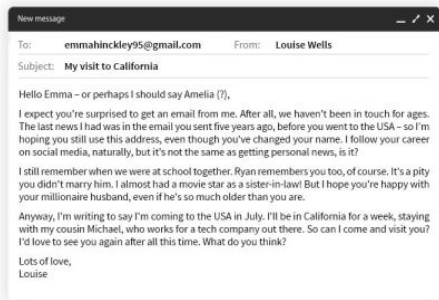 New message
To: emmahinckley95@gmail.com From: Louise Wells
Subject: My visit to California
Hello Emma – or perhaps I should say Amelia (?),
I expect you're surprised to get an email from me. After all, we haven't been in touch for ages.
The last news I had was in the email you sent five years ago, before you went to the USA – so I'm
hoping you still use this address, even though you've changed your name. I follow your career
on social media, naturally, but it's not the same as getting personal news, is it?
I still remember when we were at school together. Ryan remembers you too, of course. It's a pity
you didn't marry him. I almost had a movie star as a sister-in-law! But I hope you're happy with
your millionaire husband, even if he's so much older than you are.
Anyway, I'm writing to say I'm coming to the USA in July. I'll be in California for a week, staying
with my cousin Michael, who works for a tech company out there. So can I come and visit you?
I'd love to see you again after all this time. What do you think?
Lots of love,
Louise